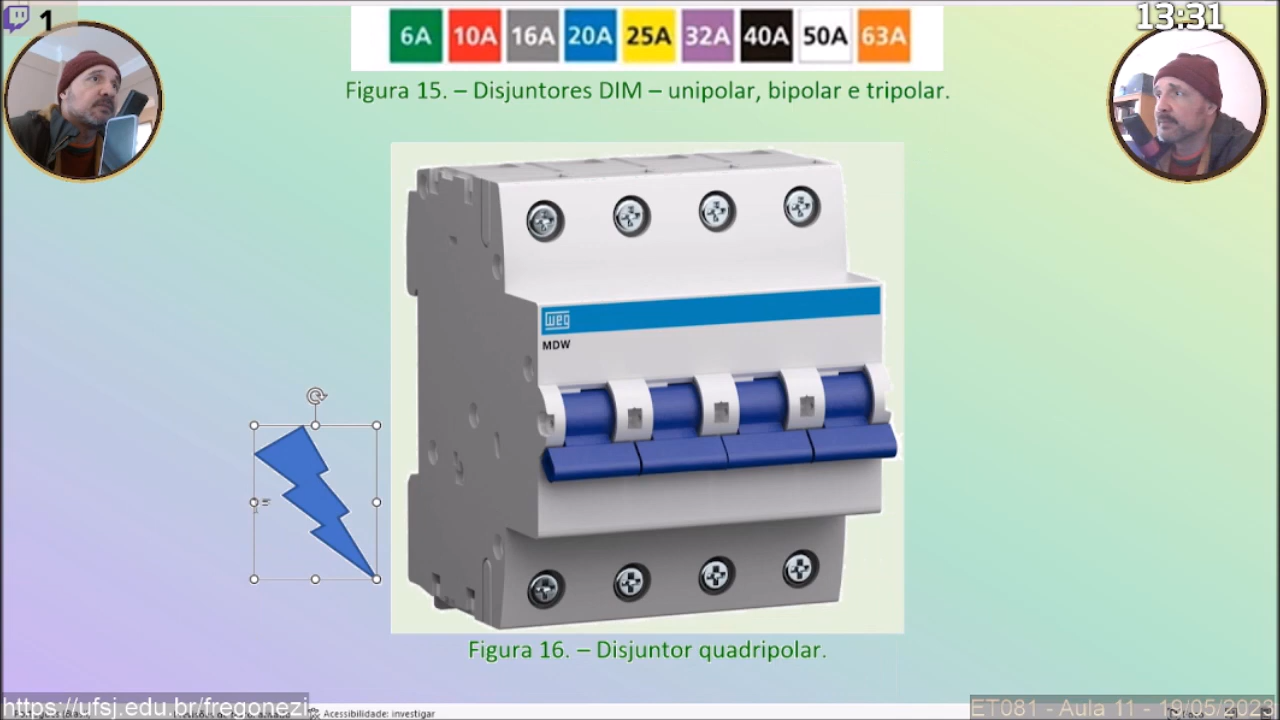 1
13:31
6A 10A 16A 20A 25A 32A 40A 50A 63A
Figura 15. – Disjuntores DIM – unipolar, bipolar e tripolar.
weg
MDW
Figura 16. – Disjuntor quadripolar.
https://ufsj.edu.br/fregonezi
Acessibilidade: investigar
ET081 - Aula 11 - 19/05/2023